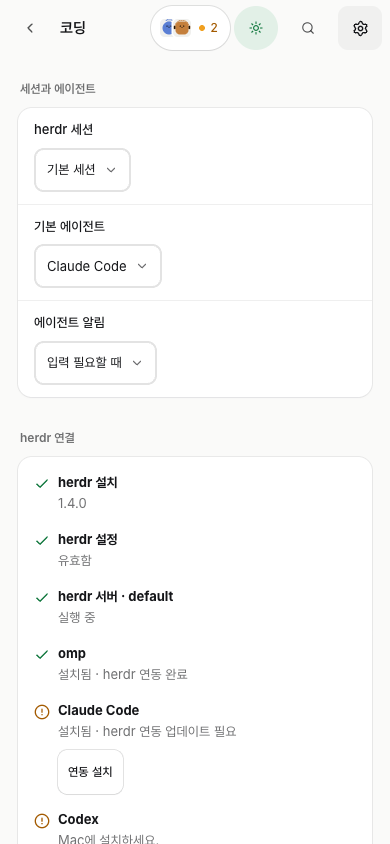 코딩
2
세션과 에이전트
herdr 세션
기본 세션
기본 에이전트
Claude Code
에이전트 알림
입력 필요할 때
herdr 연결
herdr 설치
1.4.0
herdr 설정
유효함
herdr 서버 · default
실행 중
omp
설치됨 · herdr 연동 완료
Claude Code
설치됨 · herdr 연동 업데이트 필요
연동 설치
Codex
Mac에 설치하세요.